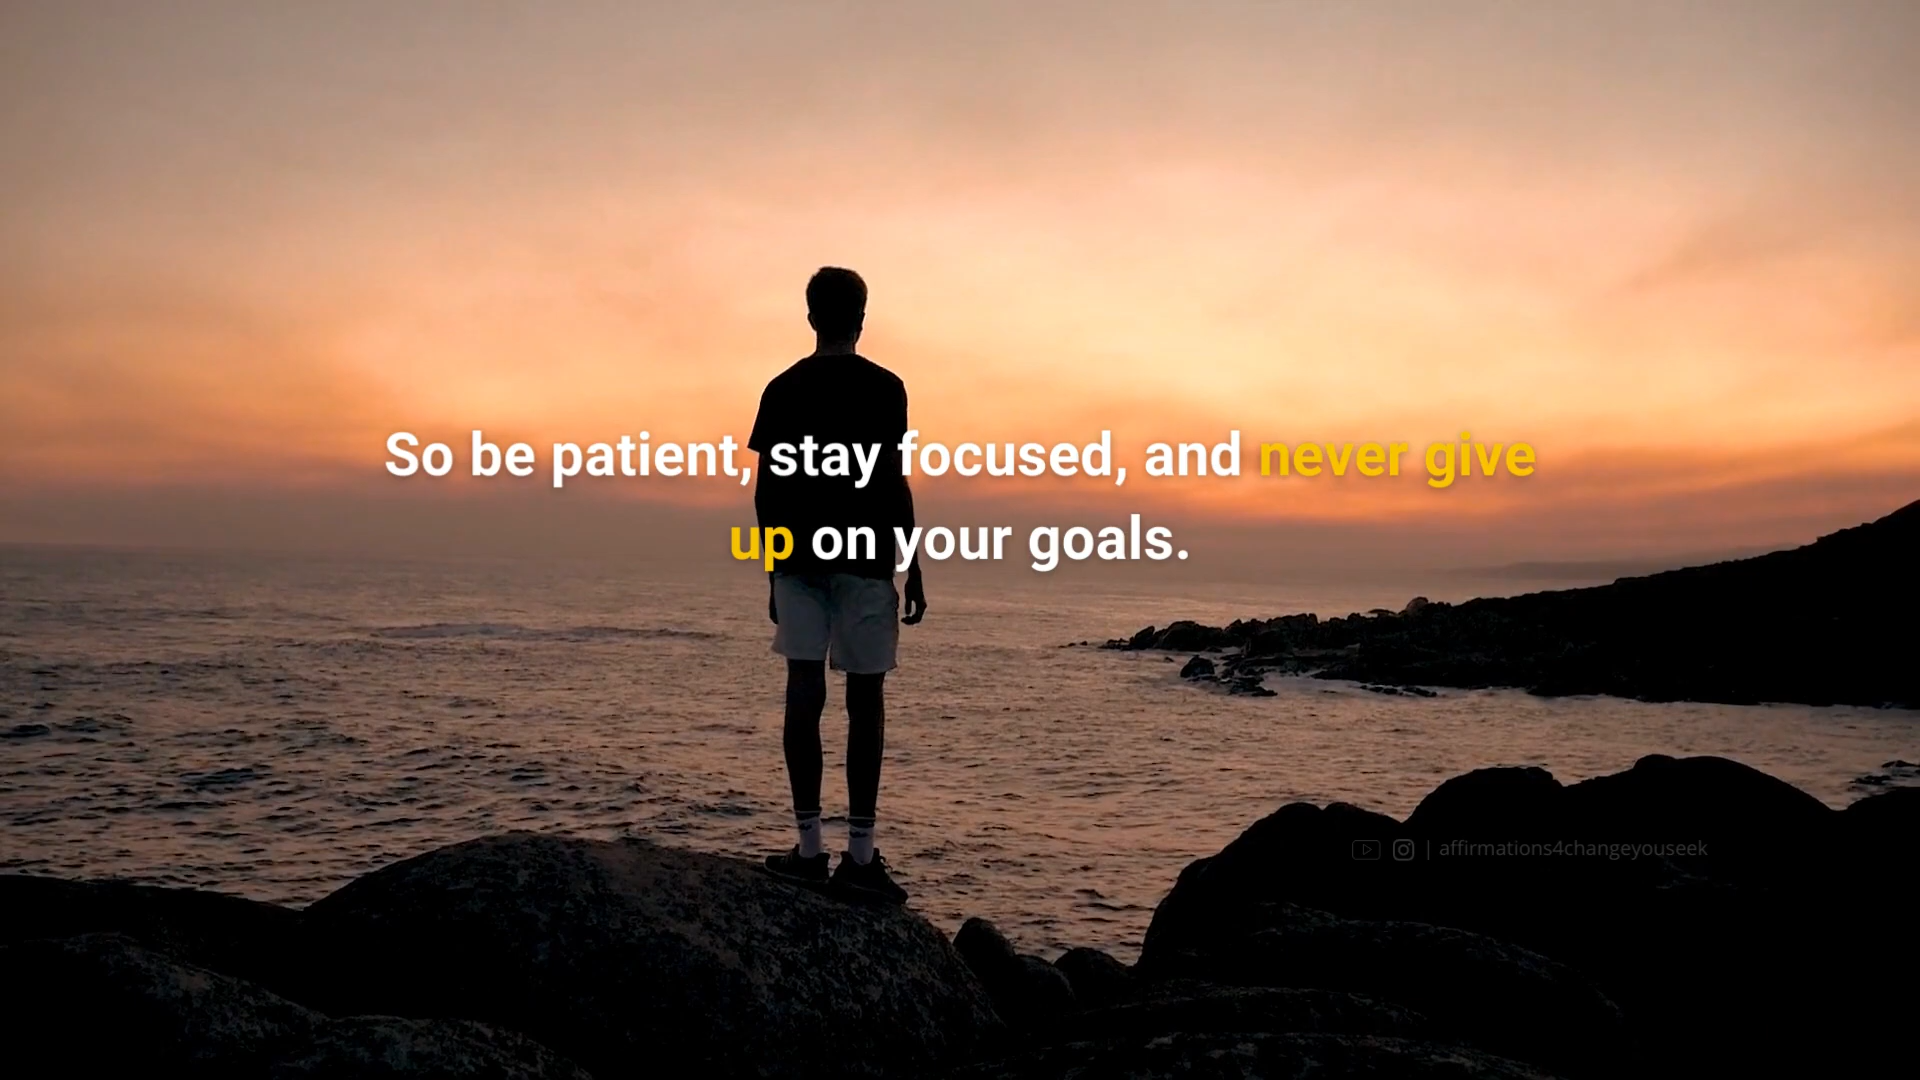 So be patient, stay focused, and never give
up on your goals.
| affirmations4changeyouseek